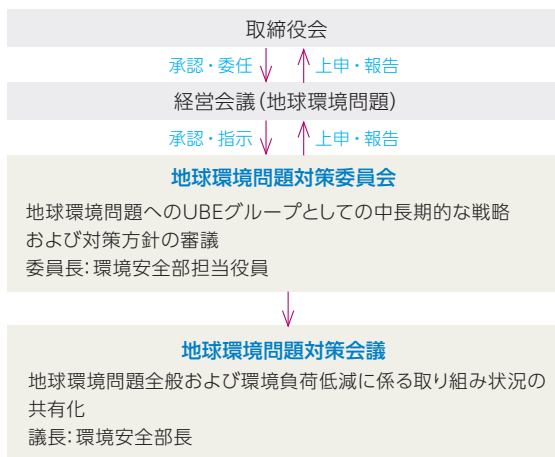 取締役会
承認・委任 上申・報告
経営会議（地球環境問題）
承認・指示 上申・報告
地球環境問題対策委員会
地球環境問題へのUBEグループとしての中長期的な戦略
および対策方針の審議
委員長：環境安全部担当役員
地球環境問題対策会議
地球環境問題全般および環境負荷低減に係る取り組み状況の
共有化
議長：環境安全部長